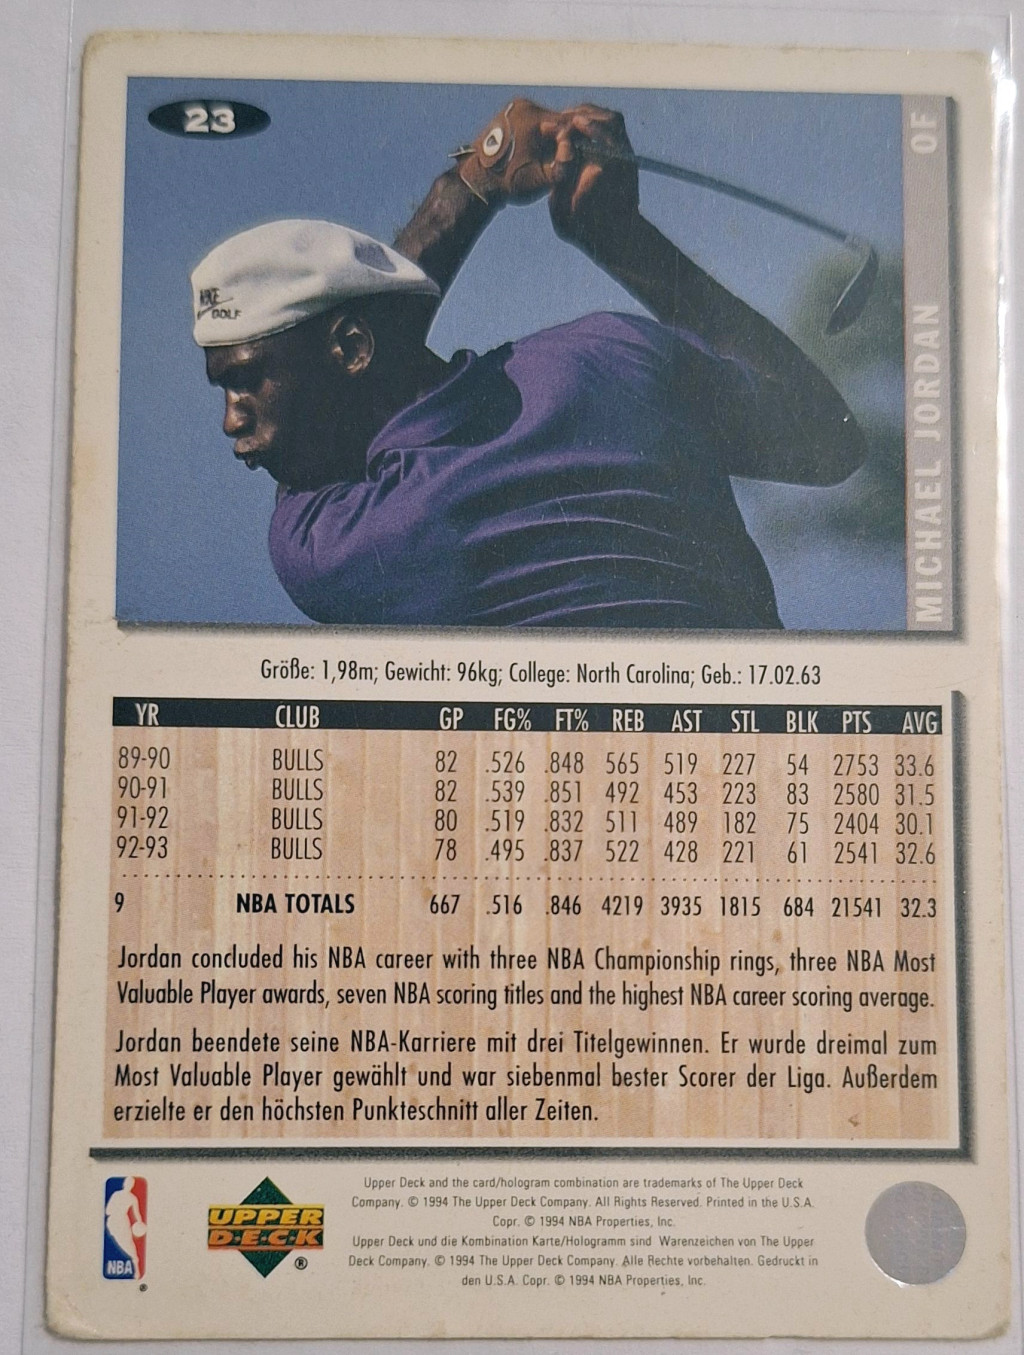 23
OF
MICHAEL JORDAN
NIKE
GOLF
Größe: 1,98m; Gewicht: 96kg; College: North Carolina; Geb.: 17.02.63
YR CLUB GP FG% FT% REB AST STL BLK PTS AVG
89-90 BULLS 82 .526 .848 565 519 227 54 2753 33.6
90-91 BULLS 82 .539 .851 492 453 223 83 2580 31.5
91-92 BULLS 80 .519 .832 511 489 182 75 2404 30.1
92-93 BULLS 78 .495 .837 522 428 221 61 2541 32.6
9 NBA TOTALS 667 .516 .846 4219 3935 1815 684 21541 32.3
Jordan concluded his NBA career with three NBA Championship rings, three NBA Most
Valuable Player awards, seven NBA scoring titles and the highest NBA career scoring average.
Jordan beendete seine NBA-Karriere mit drei Titelgewinnen. Er wurde dreimal zum
Most Valuable Player gewählt und war siebenmal bester Scorer der Liga. Außerdem
erzielte er den höchsten Punkteschnitt aller Zeiten.
Upper Deck and the card/hologram combination are trademarks of The Upper Deck
Company. © 1994 The Upper Deck Company. All Rights Reserved. Printed in the U.S.A.
Copr. © 1994 NBA Properties, Inc.
Upper Deck und die Kombination Karte/Hologramm sind Warenzeichen von The Upper
Deck Company. © 1994 The Upper Deck Company. Alle Rechte vorbehalten. Gedruckt in
den U.S.A. Copr. © 1994 NBA Properties, Inc.
NBA
®
UPPER
D·E·C·K
®